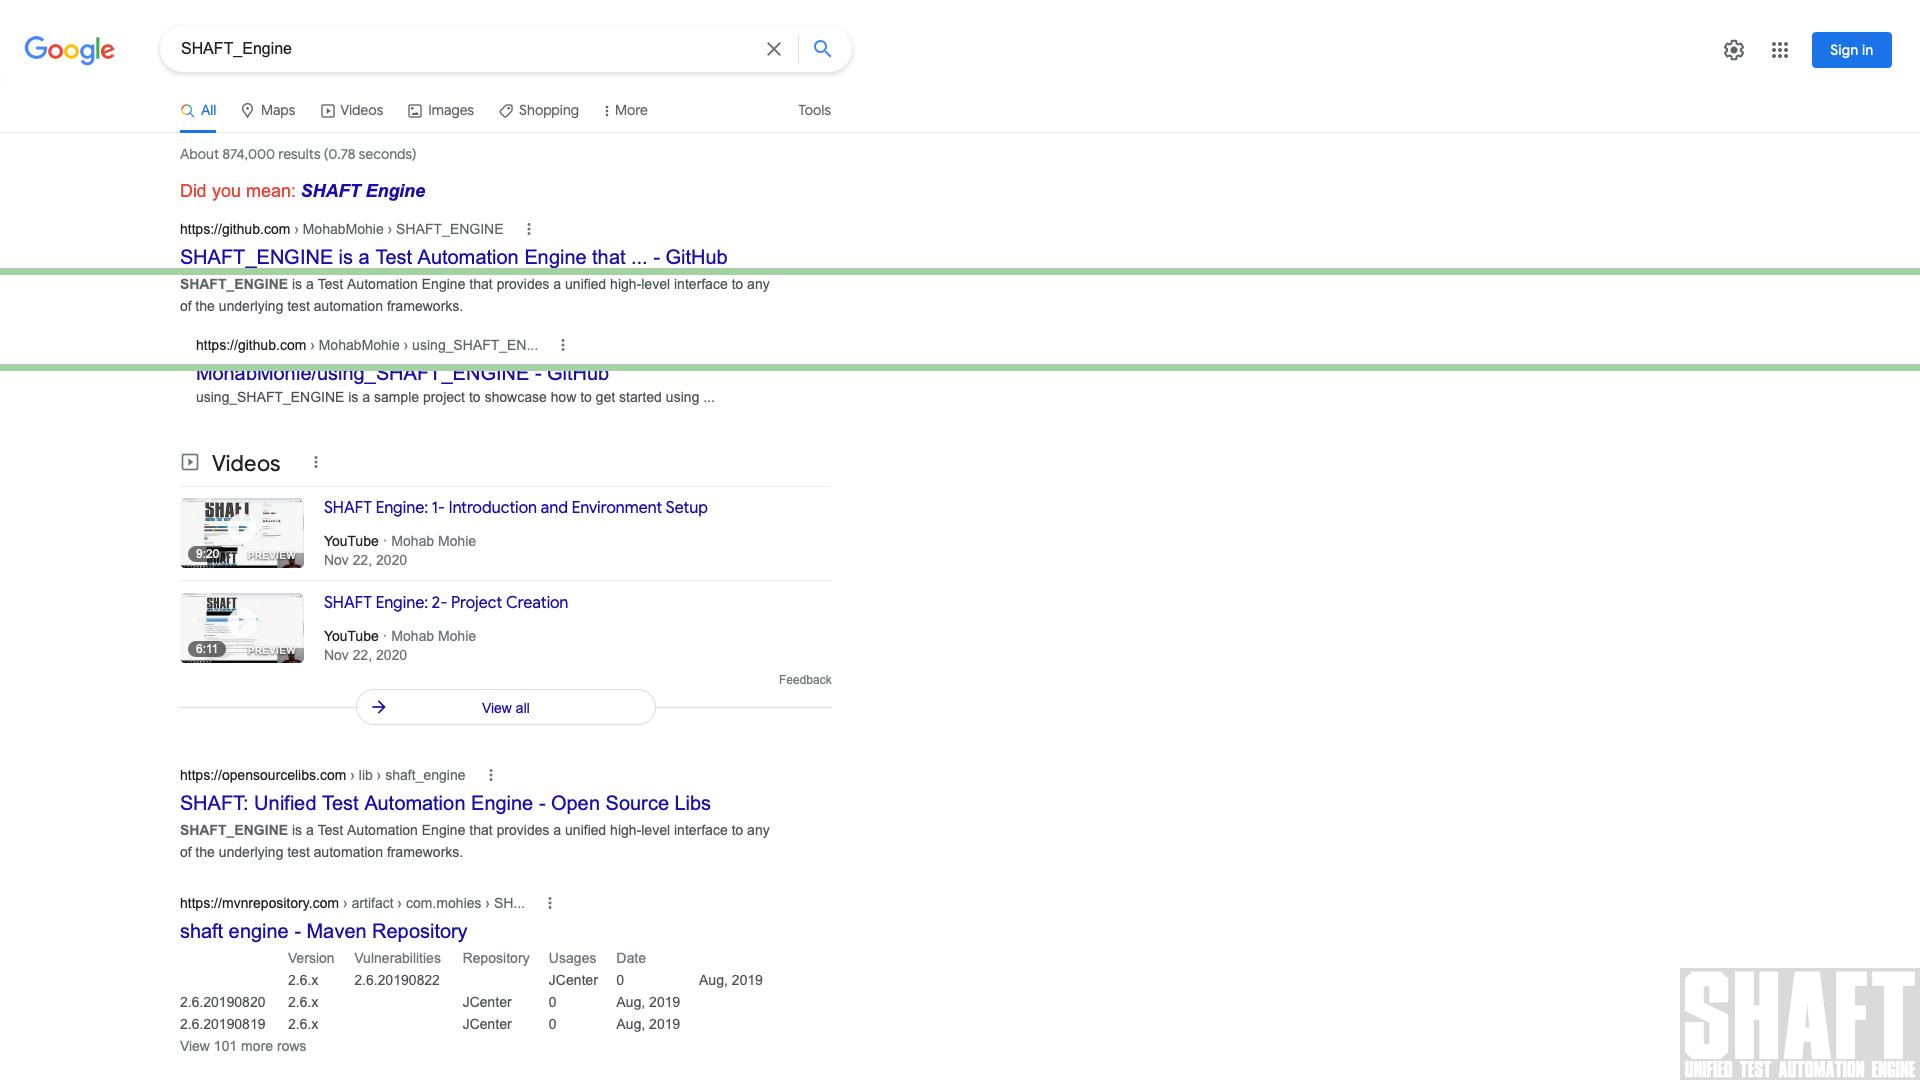 Google
SHAFT_Engine
Sign in
All Maps Videos Images Shopping More Tools
About 874,000 results (0.78 seconds)
Did you mean: SHAFT Engine
https://github.com › MohabMohie › SHAFT_ENGINE
SHAFT_ENGINE is a Test Automation Engine that ... - GitHub
SHAFT_ENGINE is a Test Automation Engine that provides a unified high-level interface to any
of the underlying test automation frameworks.
https://github.com › MohabMohie › using_SHAFT_EN...
MohabMohie/using_SHAFT_ENGINE - GitHub
using_SHAFT_ENGINE is a sample project to showcase how to get started using ...
Videos
SHAFT
9:20
PREVIEW
SHAFT Engine: 1- Introduction and Environment Setup
YouTube · Mohab Mohie
Nov 22, 2020
SHAFT
6:11
PREVIEW
SHAFT Engine: 2- Project Creation
YouTube · Mohab Mohie
Nov 22, 2020
Feedback
View all
https://opensourcelibs.com › lib › shaft_engine
SHAFT: Unified Test Automation Engine - Open Source Libs
SHAFT_ENGINE is a Test Automation Engine that provides a unified high-level interface to any
of the underlying test automation frameworks.
https://mvnrepository.com › artifact › com.mohies › SH...
shaft engine - Maven Repository
Version Vulnerabilities Repository Usages Date
2.6.x 2.6.20190822 JCenter 0 Aug, 2019
2.6.20190820 2.6.x JCenter 0 Aug, 2019
2.6.20190819 2.6.x JCenter 0 Aug, 2019
View 101 more rows
SHAFT
UNIFIED TEST AUTOMATION ENGINE